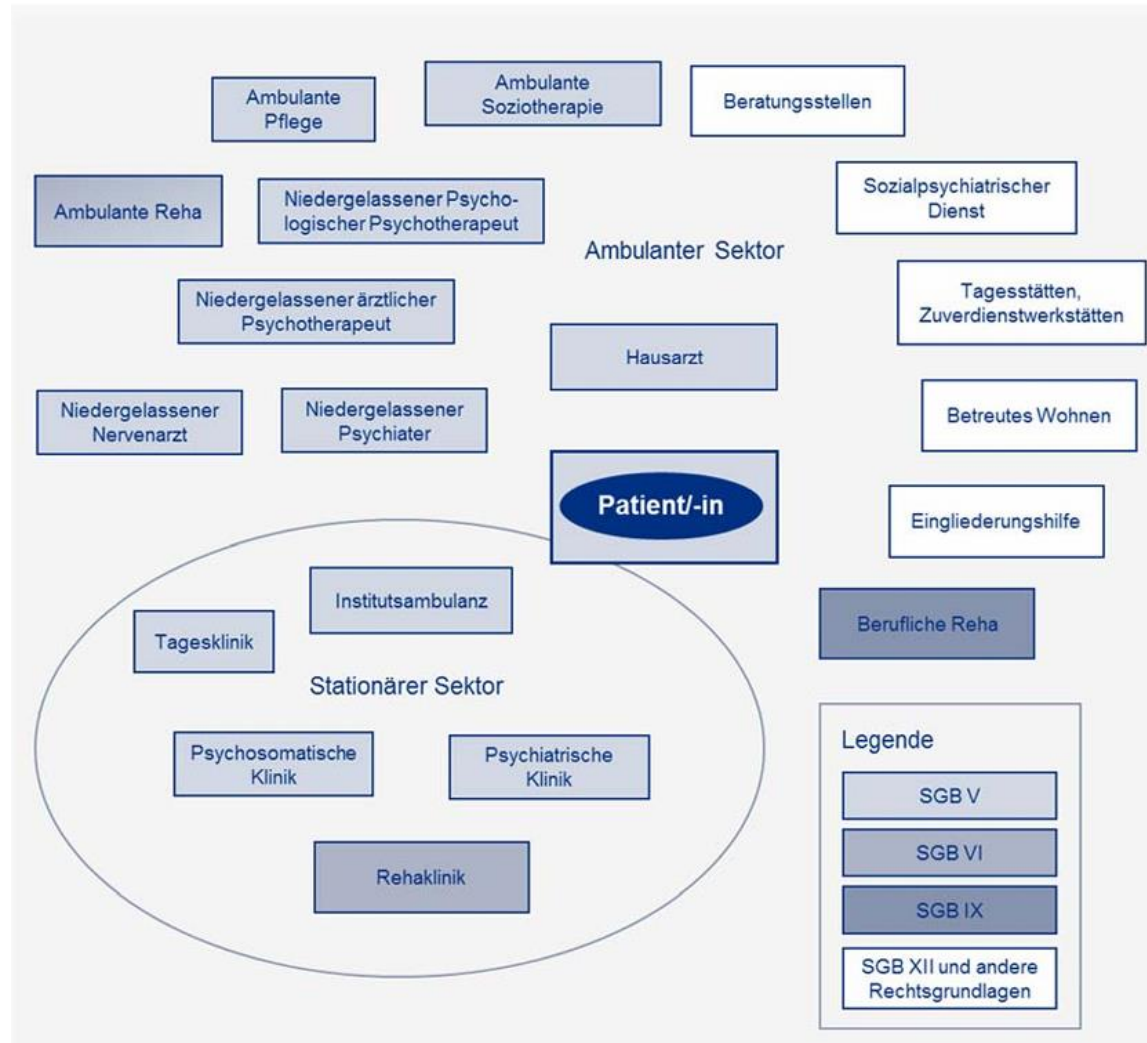 Ambulante
Pflege
Ambulante
Soziotherapie
Beratungsstellen
Ambulante Reha
Niedergelassener Psycho-
logischer Psychotherapeut
Sozialpsychiatrischer
Dienst
Ambulanter Sektor
Niedergelassener ärztlicher
Psychotherapeut
Tagesstätten,
Zuverdienstwerkstätten
Hausarzt
Niedergelassener
Nervenarzt
Niedergelassener
Psychiater
Betreutes Wohnen
Patient/-in
Eingliederungshilfe
Institutsambulanz
Tagesklinik
Berufliche Reha
Stationärer Sektor
Psychosomatische
Klinik
Psychiatrische
Klinik
Rehaklinik
Legende
SGB V
SGB VI
SGB IX
SGB XII und andere
Rechtsgrundlagen